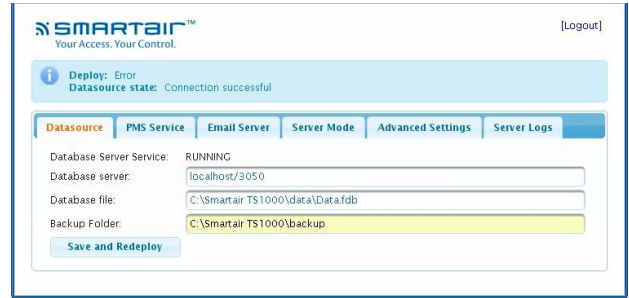 SMARTair™
[Logout]
Your Access. Your Control.
Deploy: Error
Datasource state: Connection successful
Datasource PMS Service Email Server Server Mode Advanced Settings Server Logs
Database Server Service: RUNNING
Database server: localhost/3050
Database file: C:\Smartair TS1000\data\Data.fdb
Backup Folder: C:\Smartair TS1000\backup
Save and Redeploy